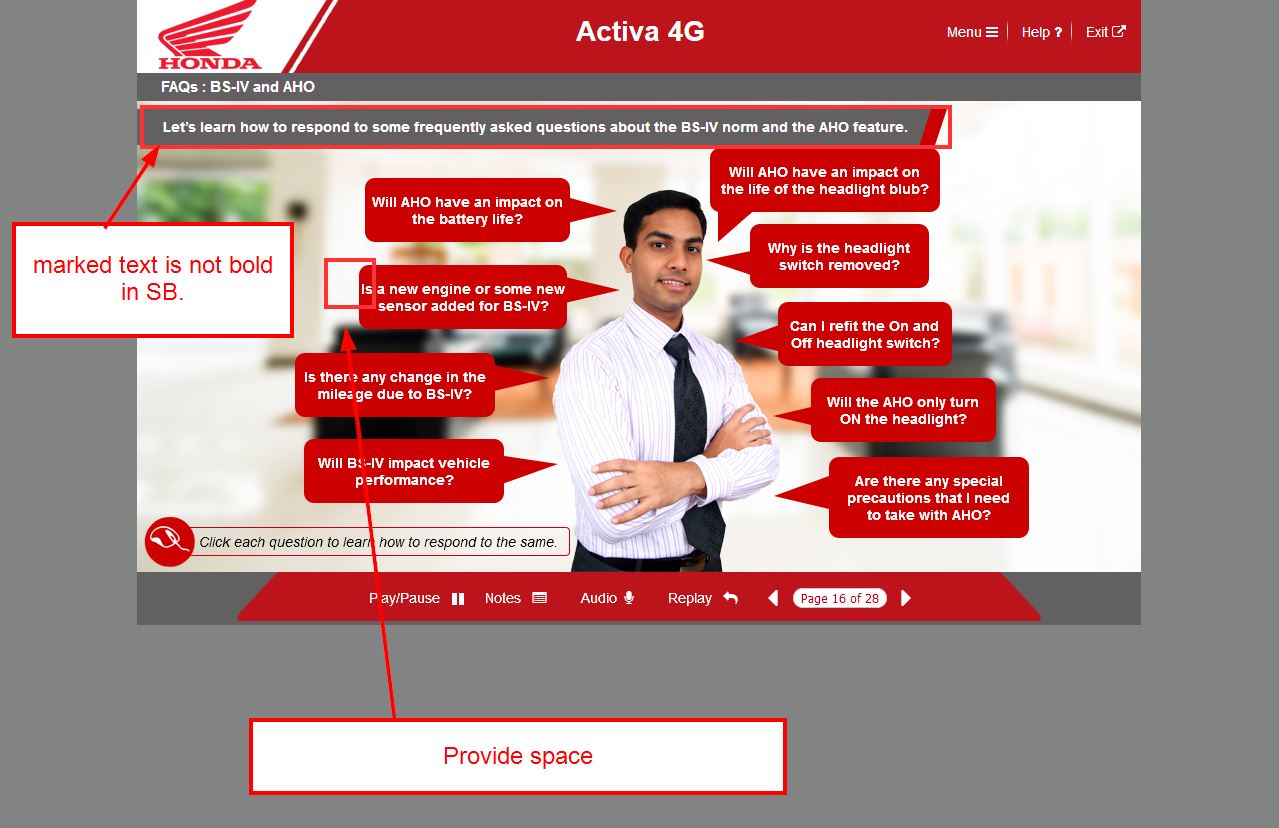 HONDA
Activa 4G
Menu
Help ?
Exit
FAQs : BS-IV and AHO
Let's learn how to respond to some frequently asked questions about the BS-IV norm and the AHO feature.
marked text is not bold
in SB.
Will AHO have an impact on
the battery life?
Is a new engine or some new
sensor added for BS-IV?
Is there any change in the
mileage due to BS-IV?
Will BS-IV impact vehicle
performance?
Will AHO have an impact on
the life of the headlight blub?
Why is the headlight
switch removed?
Can I refit the On and
Off headlight switch?
Will the AHO only turn
ON the headlight?
Are there any special
precautions that I need
to take with AHO?
Click each question to learn how to respond to the same.
Play/Pause
Notes
Audio
Replay
Page 16 of 28
Provide space